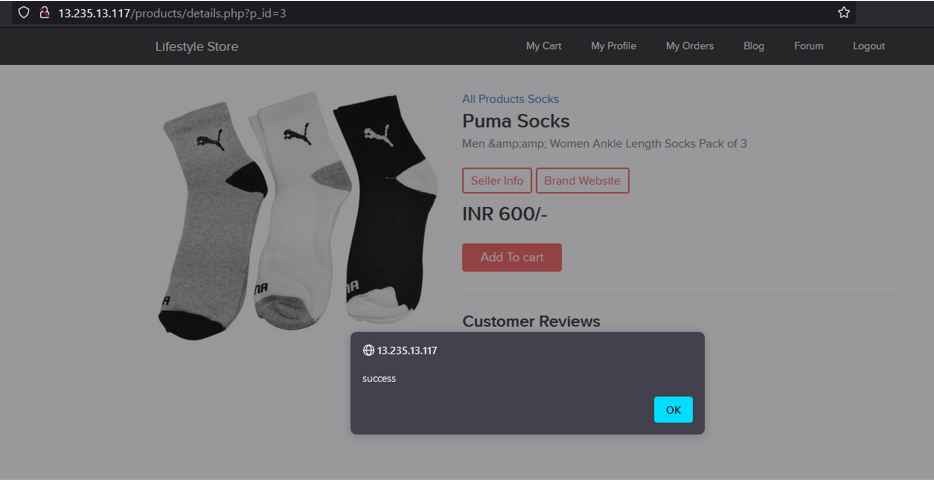 13.235.13.117/products/details.php?p_id=3
Lifestyle Store My Cart My Profile My Orders Blog Forum Logout
All Products Socks
Puma Socks
Men &amp;amp; Women Ankle Length Socks Pack of 3
Seller Info Brand Website
INR 600/-
Add To cart
Customer Reviews
13.235.13.117
success
OK